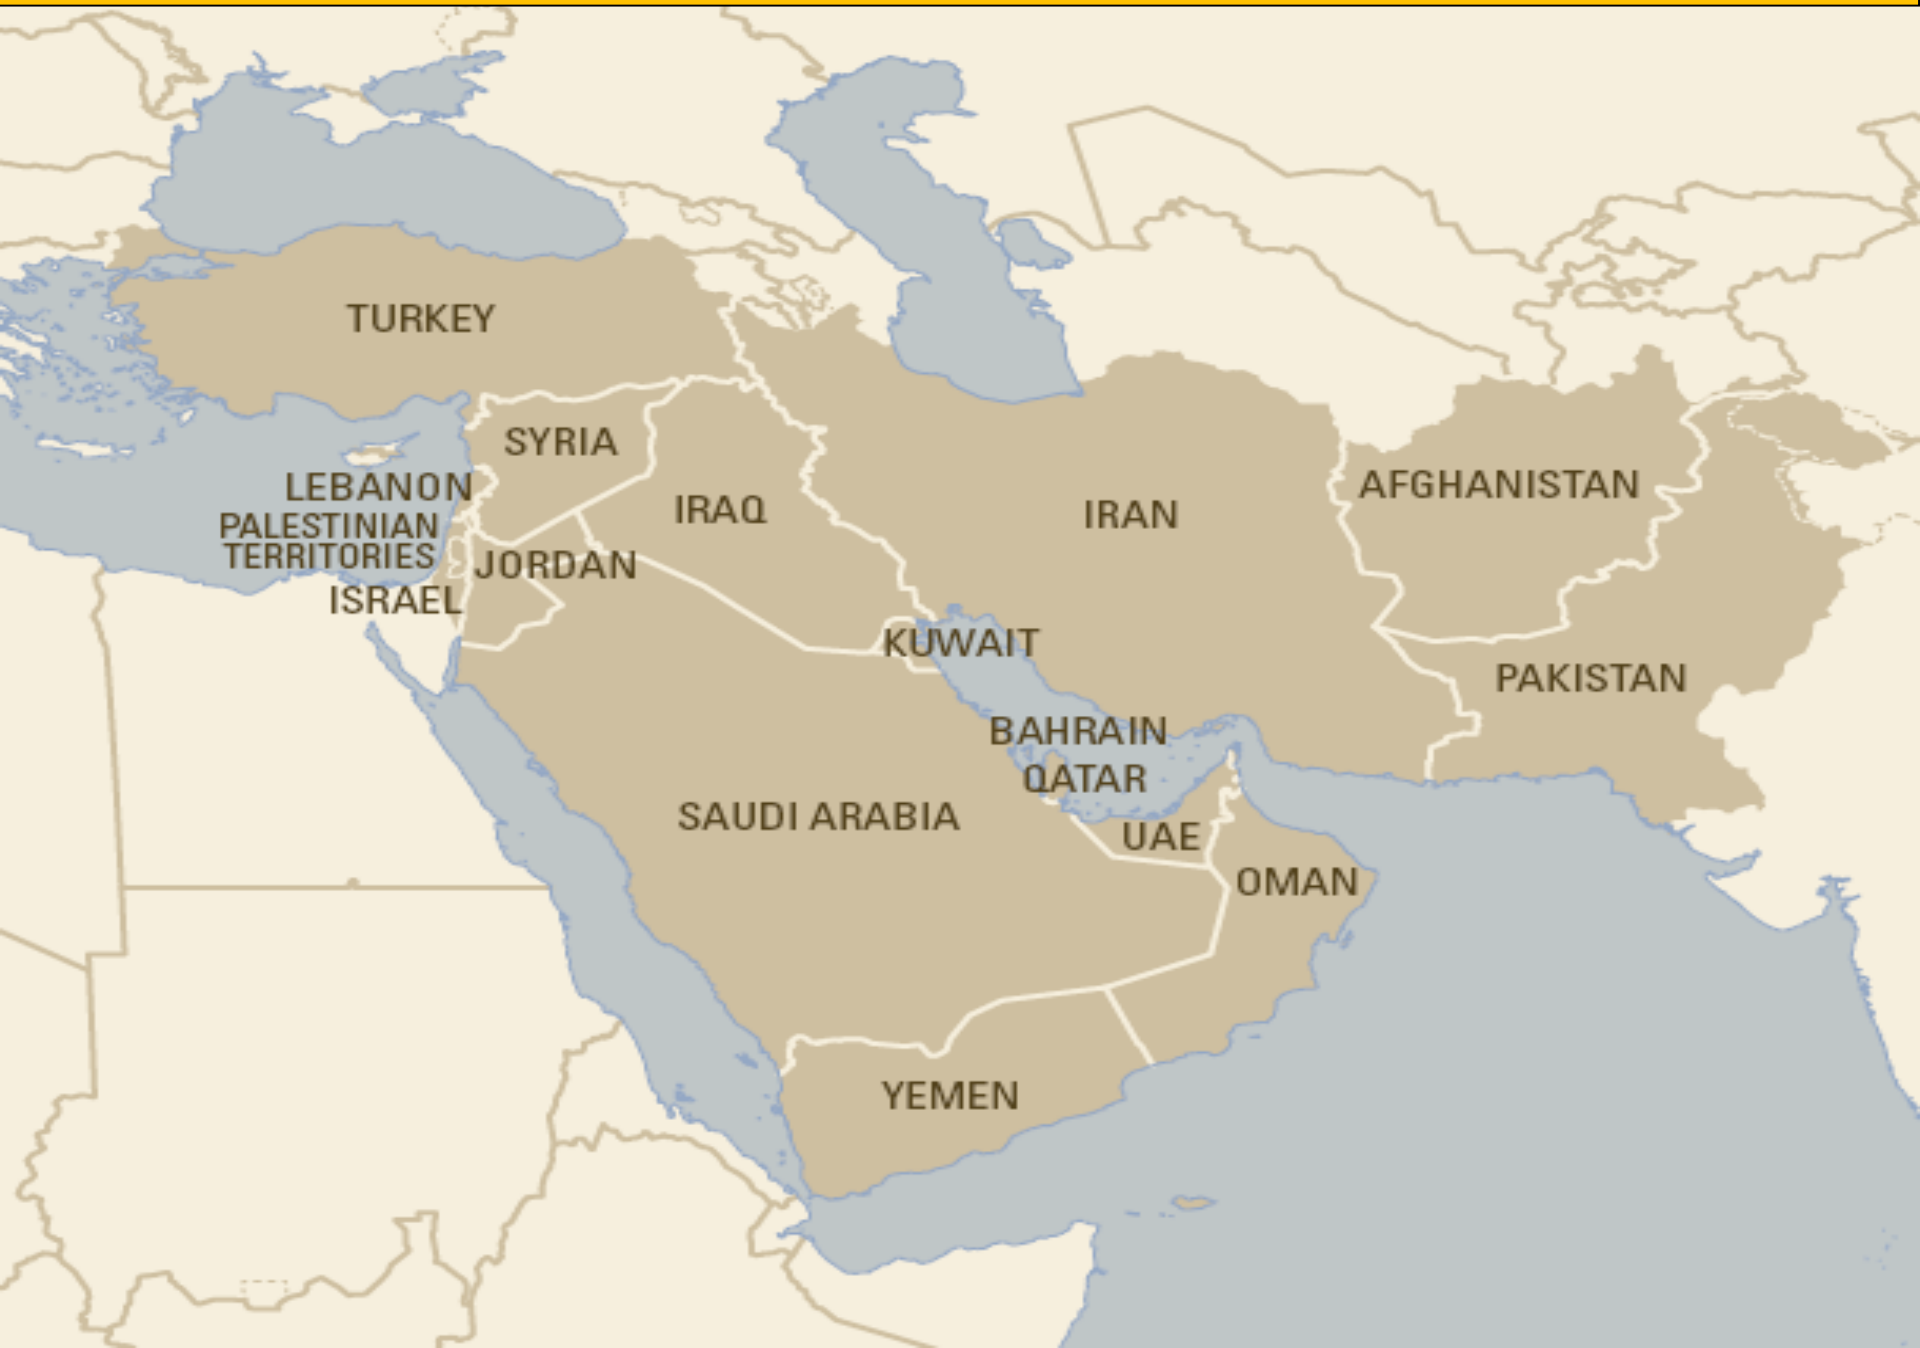 TURKEY
SYRIA
LEBANON
AFGHANISTAN
IRAQ
IRAN
PALESTINIAN
TERRITORIES
JORDAN
ISRAEL
KUWAIT
PAKISTAN
BAHRAIN
QATAR
SAUDI ARABIA
UAE
OMAN
YEMEN